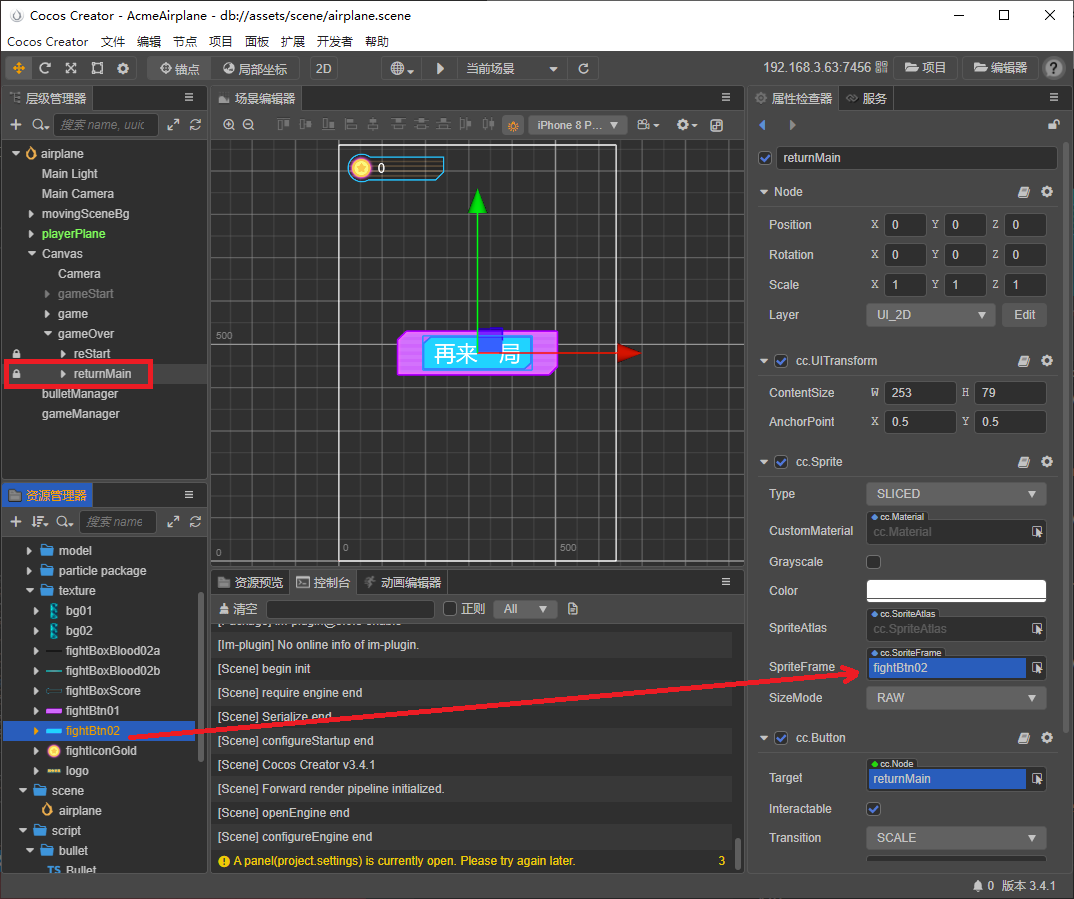 Cocos Creator - AcmeAirplane - db://assets/scene/airplane.scene
Cocos Creator 文件 编辑 节点 项目 面板 扩展 开发者 帮助
锚点 局部坐标 2D 当前场景 192.168.3.63:7456 项目 编辑器 ?
层级管理器
搜索 name, uuic
airplane
Main Light
Main Camera
movingSceneBg
playerPlane
Canvas
Camera
gameStart
game
gameOver
reStart
returnMain
bulletManager
gameManager
资源管理器
搜索 name
model
particle package
texture
bg01
bg02
fightBoxBlood02a
fightBoxBlood02b
fightBoxScore
fightBtn01
fightBtn02
fightIconGold
logo
scene
airplane
script
bullet
TS Bullet
场景编辑器
iPhone 8 P...
0
500
再来 局
0
0
500
资源预览 控制台 动画编辑器
清空 正则 All
[Im-plugin] No online info of im-plugin.
[Scene] begin init
[Scene] require engine end
[Scene] Serialize end
[Scene] configureStartup end
[Scene] Cocos Creator v3.4.1
[Scene] Forward render pipeline initialized.
[Scene] openEngine end
[Scene] configureEngine end
A panel(project.settings) is currently open. Please try again later. 3
属性检查器 服务
returnMain
Node
Position X 0 Y 0 Z 0
Rotation X 0 Y 0 Z 0
Scale X 1 Y 1 Z 1
Layer UI_2D Edit
cc.UITransform
ContentSize W 253 H 79
AnchorPoint X 0.5 Y 0.5
cc.Sprite
Type SLICED
cc.Material
CustomMaterial cc.Material
Grayscale
Color
cc.SpriteAtlas
SpriteAtlas cc.SpriteAtlas
cc.SpriteFrame
SpriteFrame fightBtn02
SizeMode RAW
cc.Button
cc.Node
Target returnMain
Interactable
Transition SCALE
0 版本 3.4.1